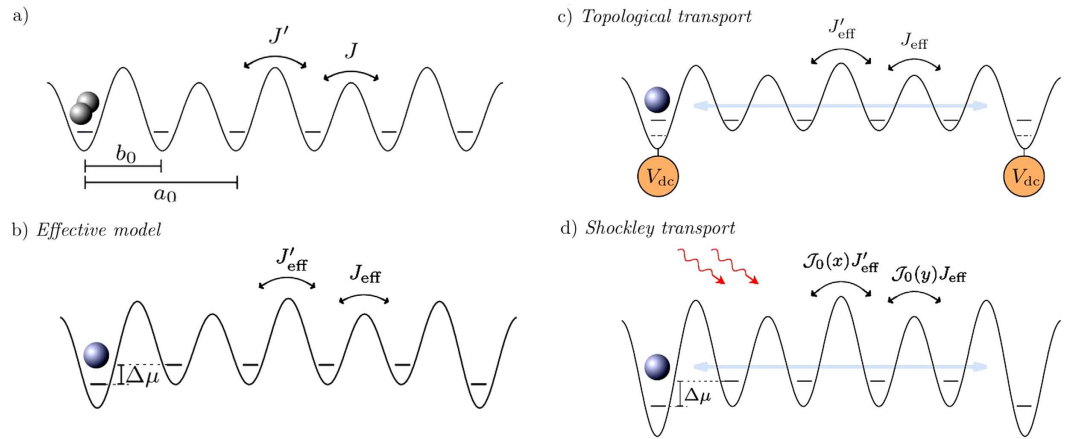 a)
J′
J
b₀
a₀
b) Effective model
J′eff
Jeff
Δμ
c) Topological transport
J′eff
Jeff
Vdc
Vdc
d) Shockley transport
𝒥₀(x)J′eff
𝒥₀(y)Jeff
Δμ